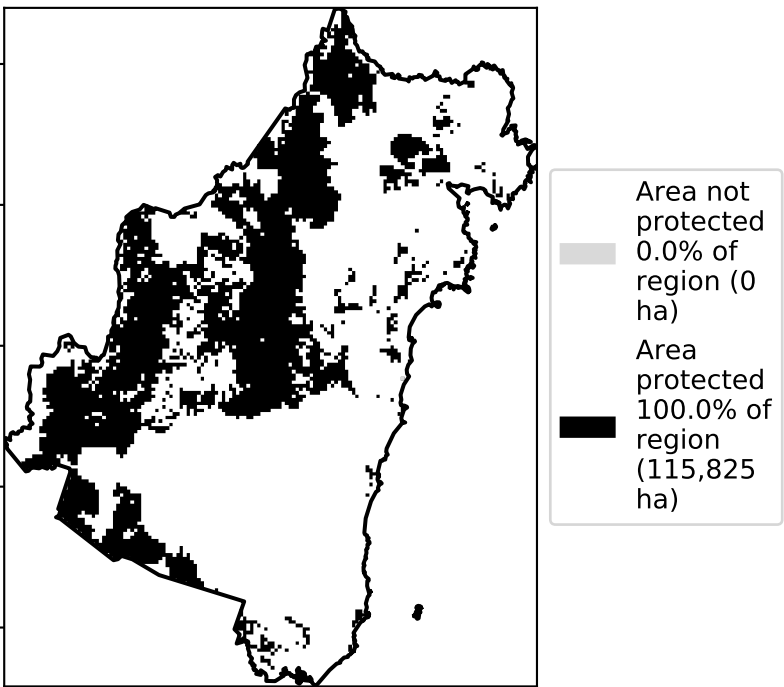 Area not
protected
0.0% of
region (0
ha)
Area
protected
100.0% of
region
(115,825
ha)